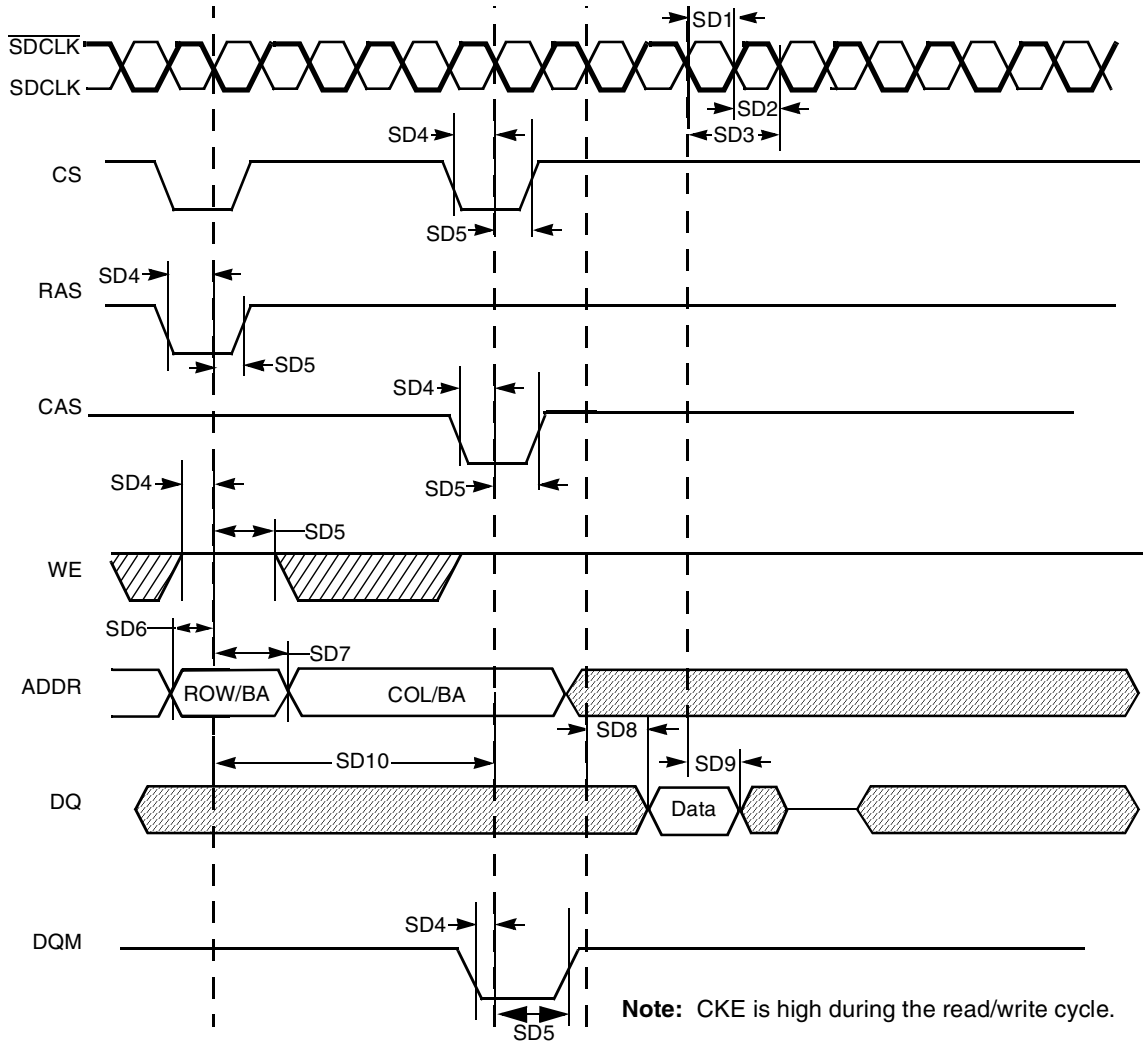 SD1
SDCLK
SDCLK
SD2
SD4
SD3
CS
SD5
SD4
RAS
SD5
SD4
CAS
SD4
SD5
SD5
WE
SD6
SD7
ADDR
ROW/BA
COL/BA
SD8
SD10
SD9
DQ
Data
SD4
DQM
Note: CKE is high during the read/write cycle.
SD5